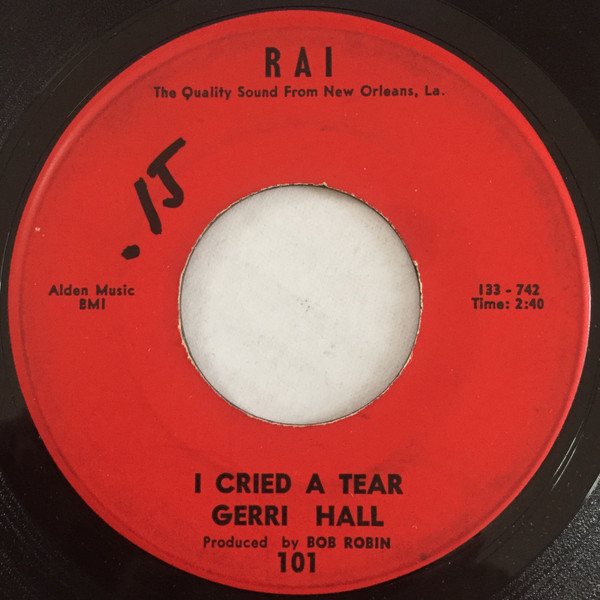 RAI
The Quality Sound From New Orleans, La.
.15
Alden Music
BMI
133 - 742
Time: 2:40
I CRIED A TEAR
GERRI HALL
Produced by BOB ROBIN
101